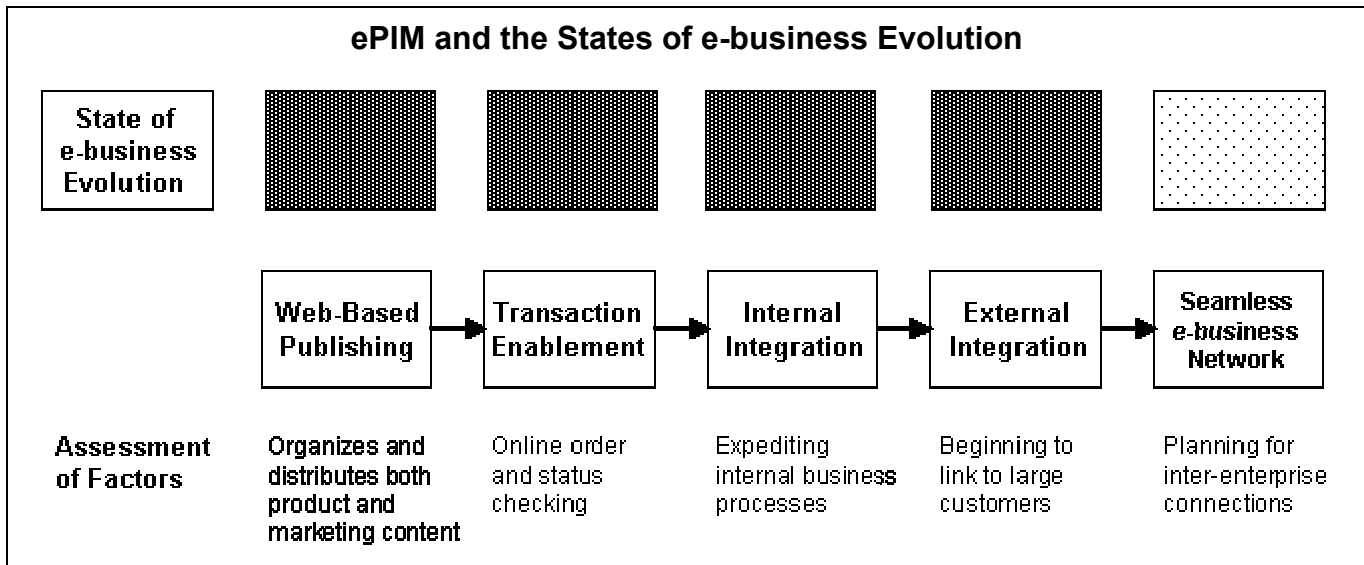 ePIM and the States of e-business Evolution
State of
e-business
Evolution
Web-Based
Publishing
Transaction
Enablement
Internal
Integration
External
Integration
Seamless
e-business
Network
Assessment
of Factors
Organizes and
distributes both
product and
marketing content
Online order
and status
checking
Expediting
internal business
processes
Beginning to
link to large
customers
Planning for
inter-enterprise
connections